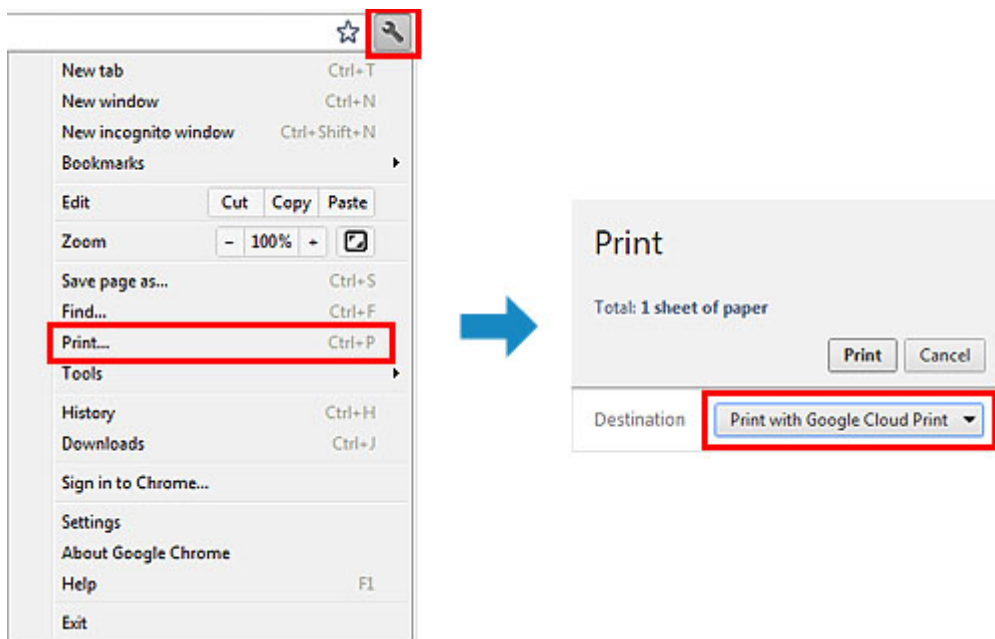 New tab Ctrl+T
New window Ctrl+N
New incognito window Ctrl+Shift+N
Bookmarks
Edit Cut Copy Paste
Zoom - 100% +
Save page as... Ctrl+S
Find... Ctrl+F
Print... Ctrl+P
Tools
History Ctrl+H
Downloads Ctrl+J
Sign in to Chrome...
Settings
About Google Chrome
Help F1
Exit
Print
Total: 1 sheet of paper
Print Cancel
Destination Print with Google Cloud Print